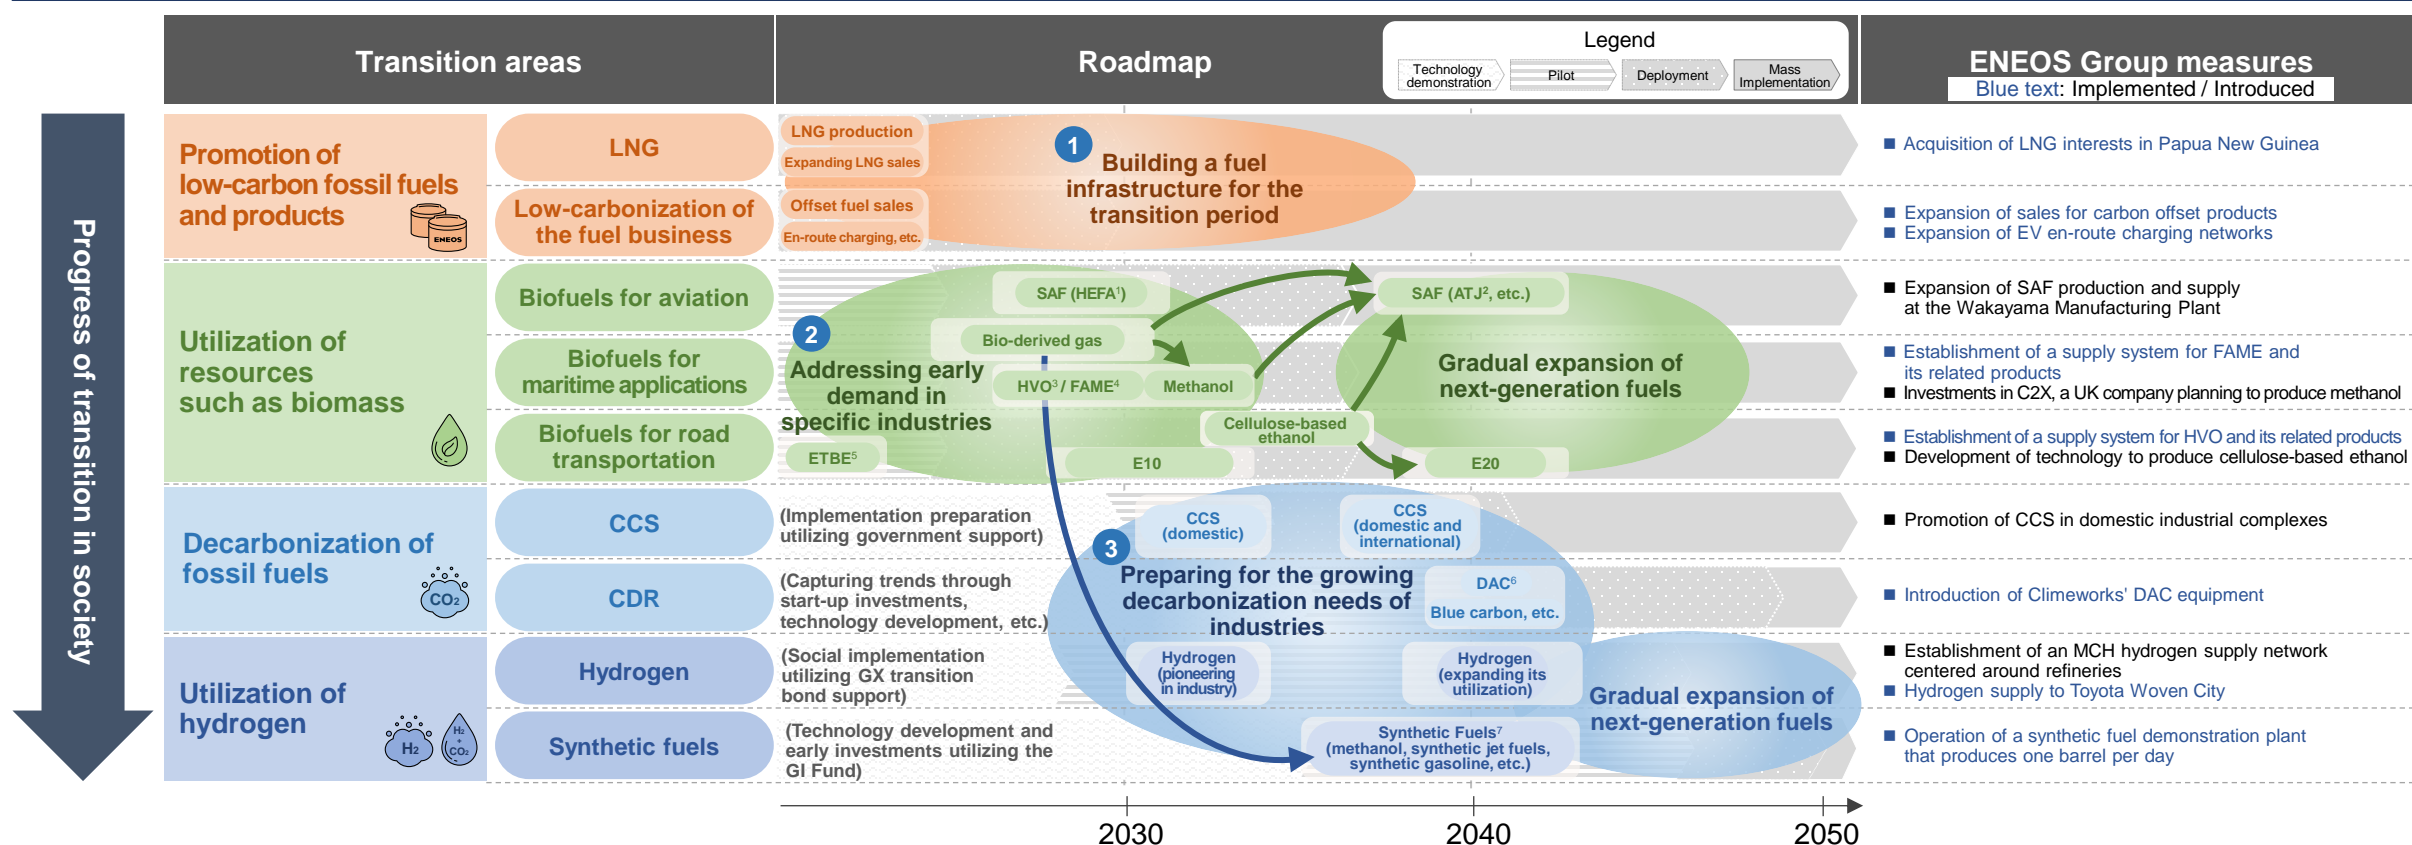 Transition areas
Roadmap
Legend
Technology
demonstration
Pilot
Deployment
Mass
Implementation
ENEOS Group measures
Blue text: Implemented / Introduced
Progress of transition in society
Promotion of
low-carbon fossil fuels
and products
ENEOS
LNG
LNG production
Expanding LNG sales
1
Building a fuel
infrastructure for the
transition period
■ Acquisition of LNG interests in Papua New Guinea
Low-carbonization of
the fuel business
Offset fuel sales
En-route charging, etc.
■ Expansion of sales for carbon offset products
■ Expansion of EV en-route charging networks
Utilization of
resources
such as biomass
Biofuels for aviation
SAF (HEFA¹)
SAF (ATJ², etc.)
■ Expansion of SAF production and supply
at the Wakayama Manufacturing Plant
2
Addressing early
demand in
specific industries
Bio-derived gas
Gradual expansion of
next-generation fuels
Biofuels for
maritime applications
HVO³ / FAME⁴
Methanol
■ Establishment of a supply system for FAME and
its related products
■ Investments in C2X, a UK company planning to produce methanol
Biofuels for road
transportation
Cellulose-based
ethanol
ETBE⁵
E10
E20
■ Establishment of a supply system for HVO and its related products
■ Development of technology to produce cellulose-based ethanol
Decarbonization of
fossil fuels
CO₂
CCS
(Implementation preparation
utilizing government support)
CCS
(domestic)
CCS
(domestic and
international)
■ Promotion of CCS in domestic industrial complexes
3
Preparing for the growing
decarbonization needs of
industries
CDR
(Capturing trends through
start-up investments,
technology development, etc.)
DAC⁶
Blue carbon, etc.
■ Introduction of Climeworks' DAC equipment
Utilization of
hydrogen
H₂
H₂
+
CO₂
Hydrogen
(Social implementation
utilizing GX transition
bond support)
Hydrogen
(pioneering
in industry)
Hydrogen
(expanding its
utilization)
Gradual expansion of
next-generation fuels
■ Establishment of an MCH hydrogen supply network
centered around refineries
■ Hydrogen supply to Toyota Woven City
Synthetic fuels
(Technology development and
early investments utilizing the
GI Fund)
Synthetic Fuels⁷
(methanol, synthetic jet fuels,
synthetic gasoline, etc.)
■ Operation of a synthetic fuel demonstration plant
that produces one barrel per day
2030
2040
2050